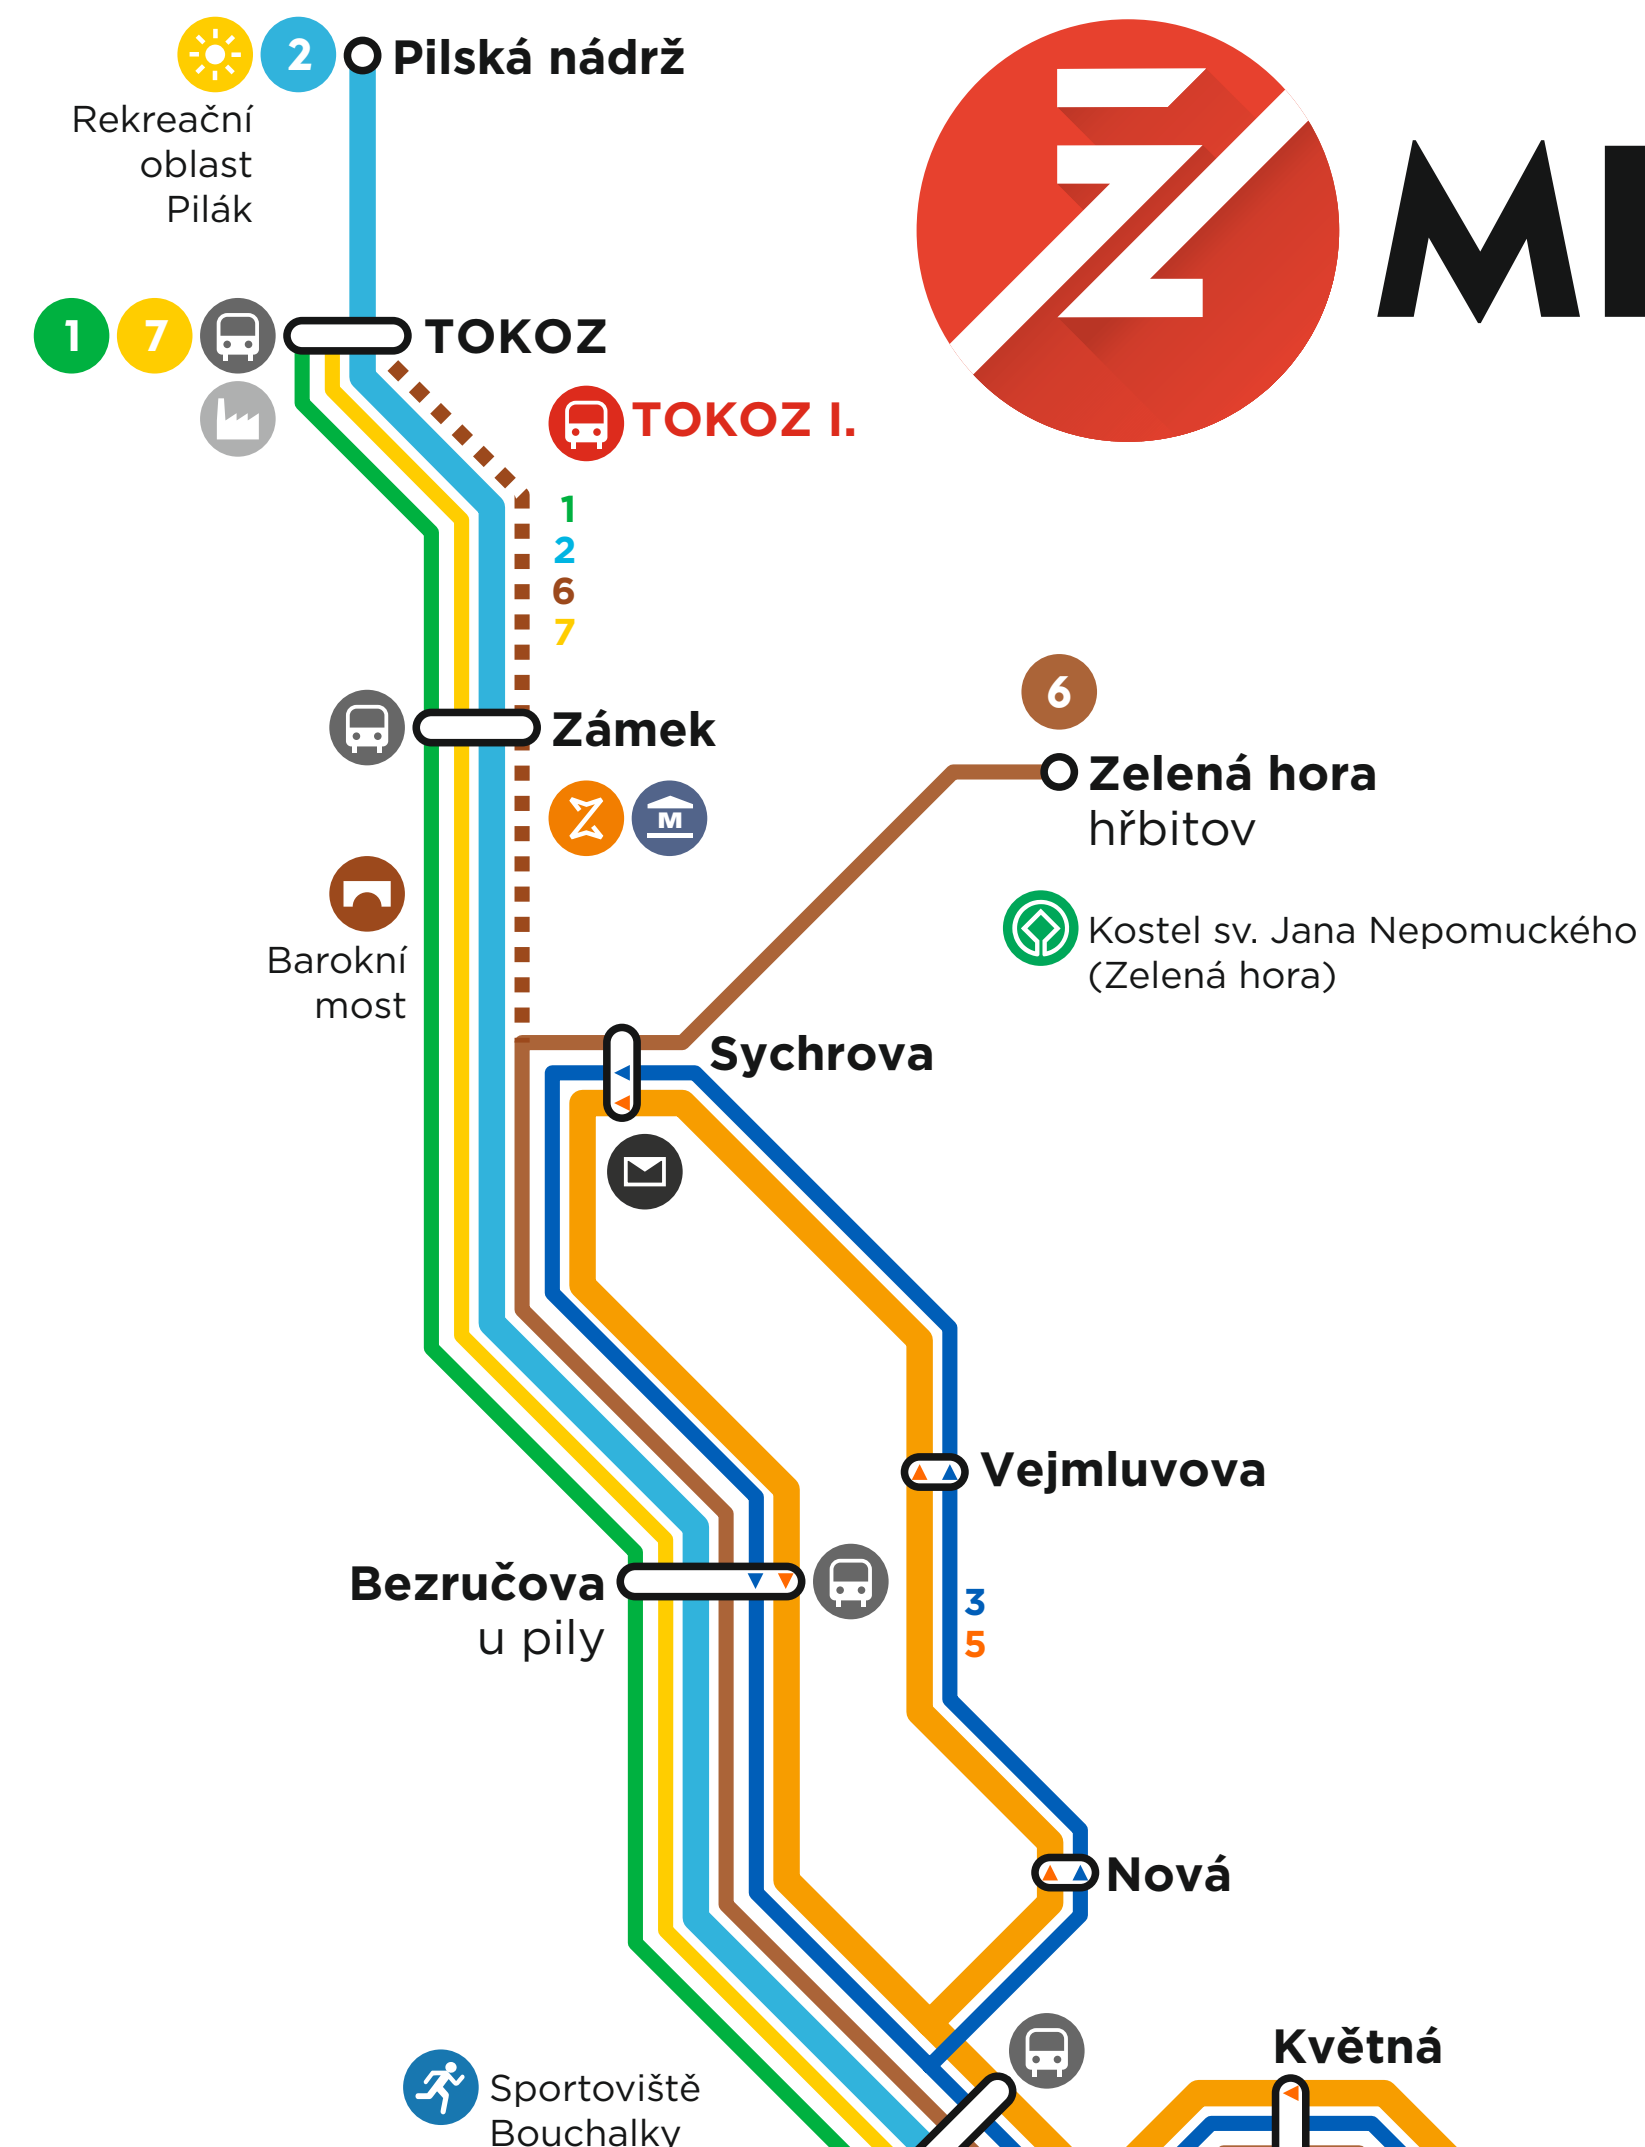 2 Pilská nádrž
Rekreační
oblast
Pilák
1 7 TOKOZ
TOKOZ I.
1
2
6
7
Zámek
M
6
Zelená hora
hřbitov
Kostel sv. Jana Nepomuckého
(Zelená hora)
Barokní
most
Sychrova
Vejmluvova
Bezručova
u pily
3
5
Nová
Květná
Sportoviště
Bouchalky